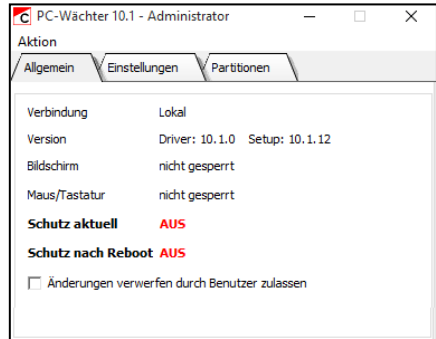 PC-Wächter 10.1 - Administrator
Aktion
Allgemein Einstellungen Partitionen
Verbindung Lokal
Version Driver: 10.1.0 Setup: 10.1.12
Bildschirm nicht gesperrt
Maus/Tastatur nicht gesperrt
Schutz aktuell AUS
Schutz nach Reboot AUS
Änderungen verwerfen durch Benutzer zulassen